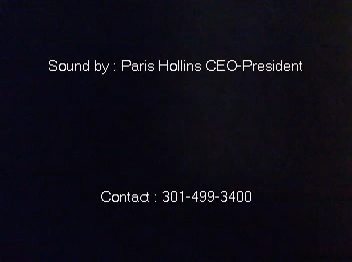 Sound by : Paris Hollins CEO-President
Contact : 301-499-3400